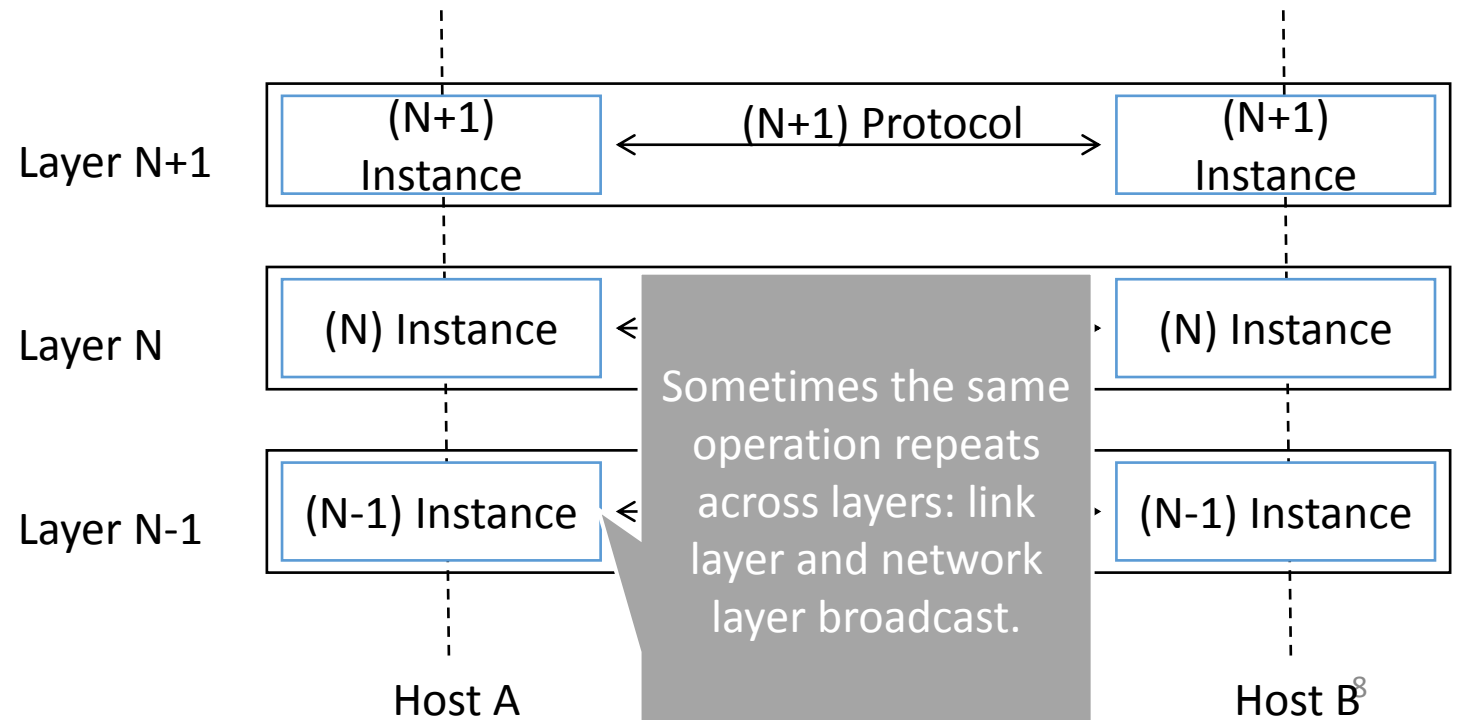 Layer N+1
(N+1)
Instance
(N+1) Protocol
(N+1)
Instance
Layer N
(N) Instance
(N) Instance
Layer N-1
(N-1) Instance
(N-1) Instance
Sometimes the same
operation repeats
across layers: link
layer and network
layer broadcast.
Host A
Host B
8